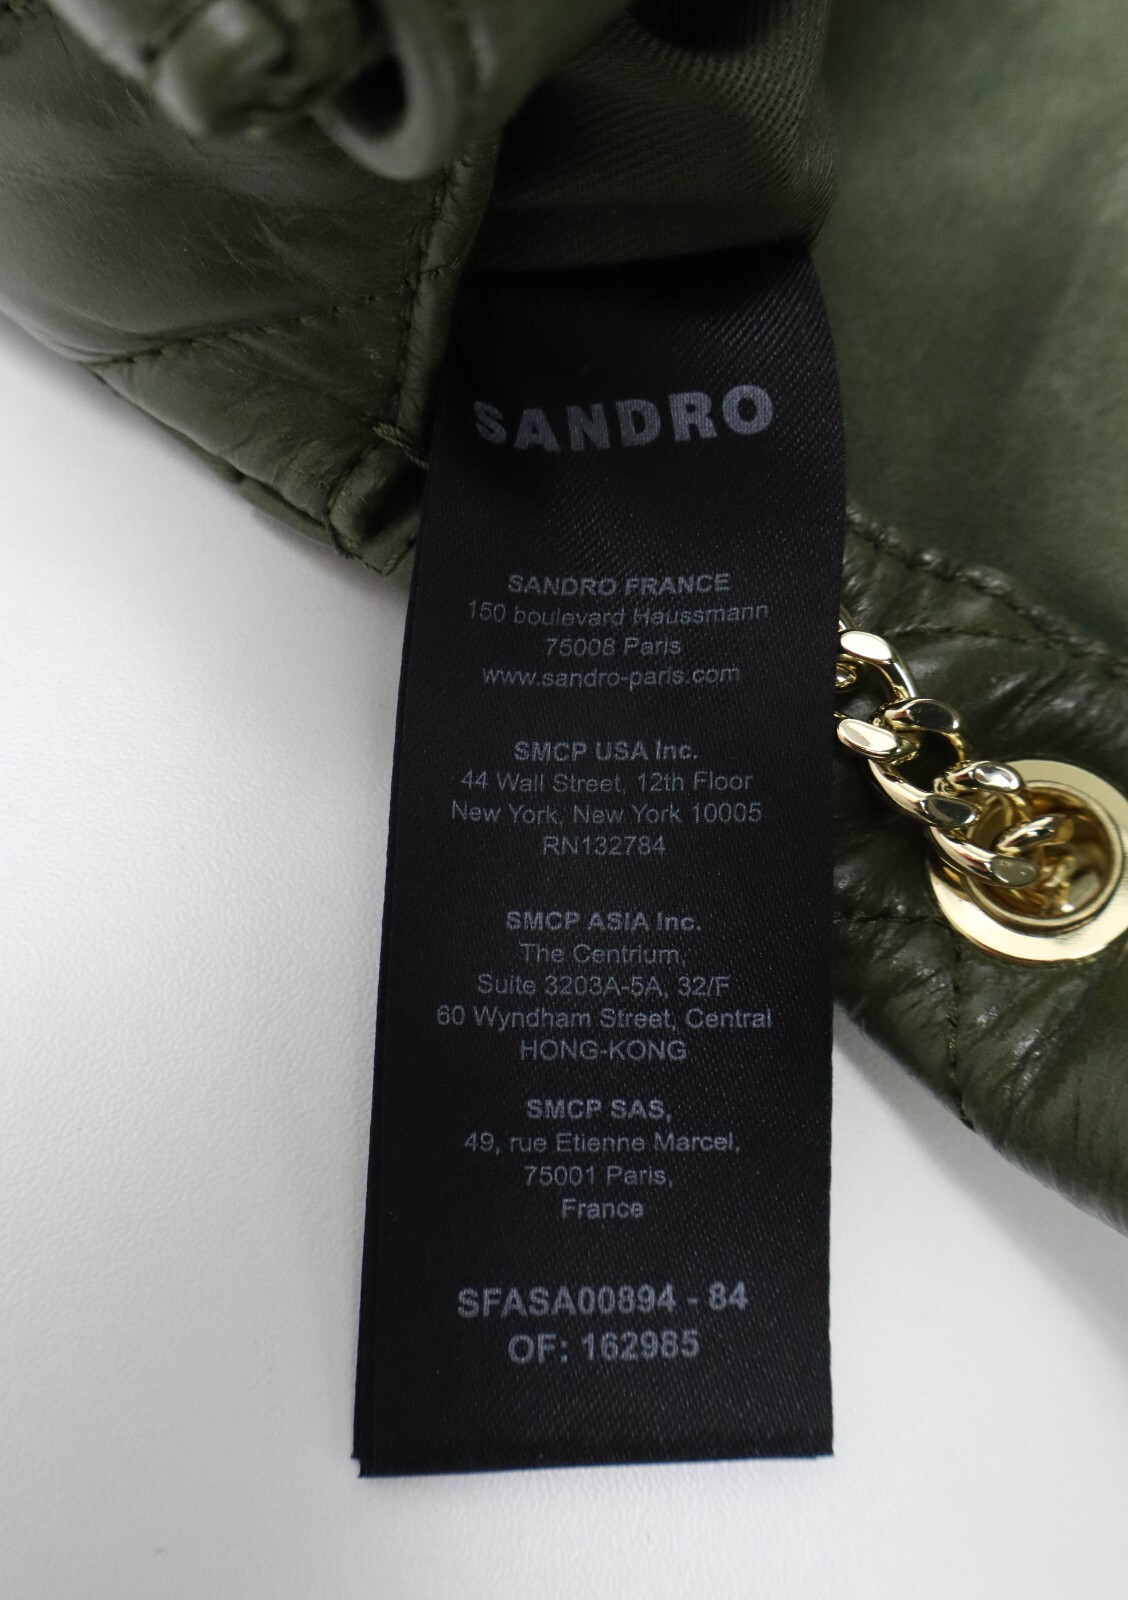 SANDRO
SANDRO FRANCE
150 boulevard Haussmann
75008 Paris
www.sandro-paris.com
SMCP USA Inc.
44 Wall Street, 12th Floor
New York, New York 10005
RN132784
SMCP ASIA Inc.
The Centrium,
Suite 3203A-5A, 32/F
60 Wyndham Street, Central
HONG-KONG
SMCP SAS,
49, rue Etienne Marcel,
75001 Paris,
France
SFASA00894 - 84
OF: 162985